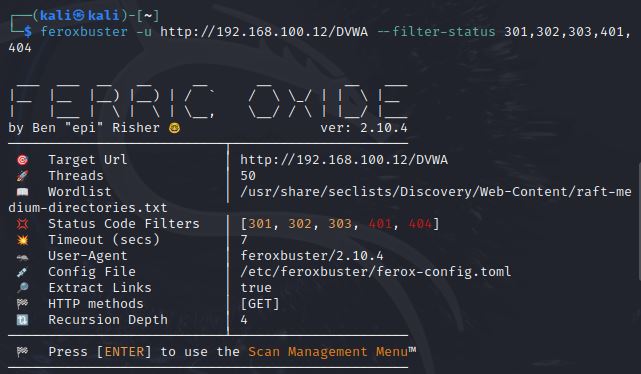 ┌──(kali㉿kali)-[~]
└─$ feroxbuster -u http://192.168.100.12/DVWA --filter-status 301,302,303,401,
404
FERRIC OXIDE
by Ben "epi" Risher 🤓 ver: 2.10.4
🎯 Target Url │ http://192.168.100.12/DVWA
🚀 Threads │ 50
📖 Wordlist │ /usr/share/seclists/Discovery/Web-Content/raft-me
dium-directories.txt
💢 Status Code Filters │ [301, 302, 303, 401, 404]
💥 Timeout (secs) │ 7
🦡 User-Agent │ feroxbuster/2.10.4
💉 Config File │ /etc/feroxbuster/ferox-config.toml
🔎 Extract Links │ true
🏁 HTTP methods │ [GET]
🔃 Recursion Depth │ 4
🏁 Press [ENTER] to use the Scan Management Menu™